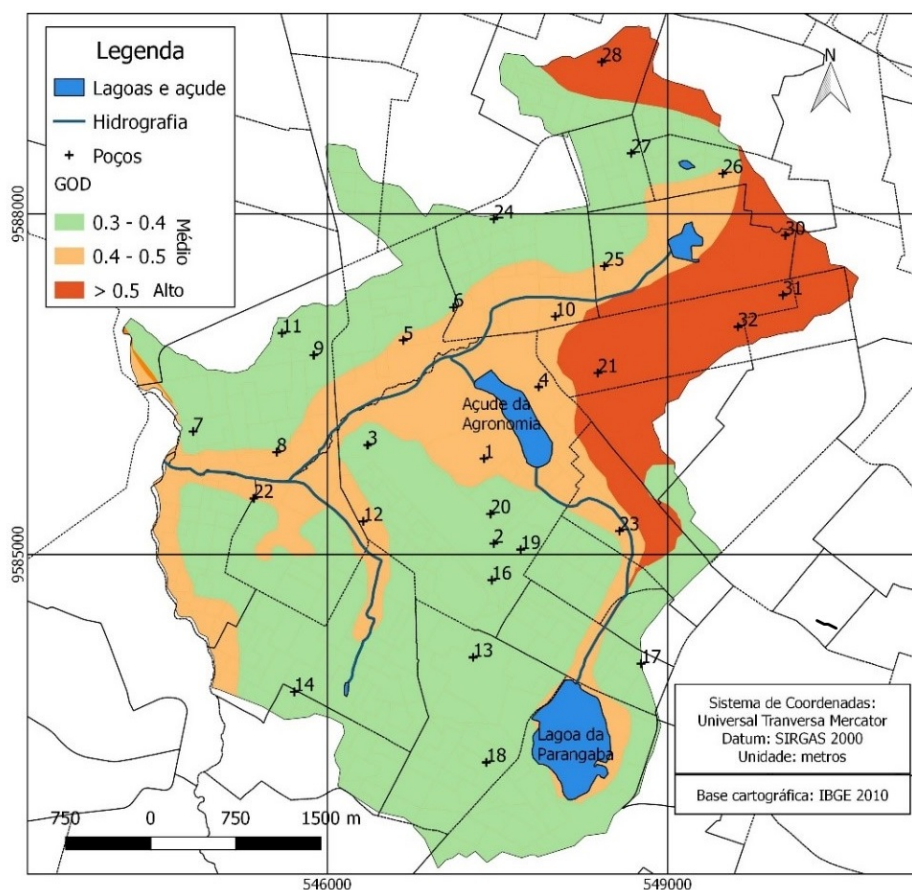 Legenda
Lagoas e açude
Hidrografia
Poços
GOD
0.3 - 0.4
0.4 - 0.5
Médio
> 0.5 Alto
N
28
27
26
24
30
25
31
6
10
32
11
5
9
21
4
Açude da
Agronomia
7
3
8
1
22
20
12
23
2
19
16
13
17
14
Lagoa da
Parangaba
18
9588000
9585000
546000
549000
750 0 750 1500 m
Sistema de Coordenadas:
Universal Tranversa Mercator
Datum: SIRGAS 2000
Unidade: metros
Base cartográfica: IBGE 2010